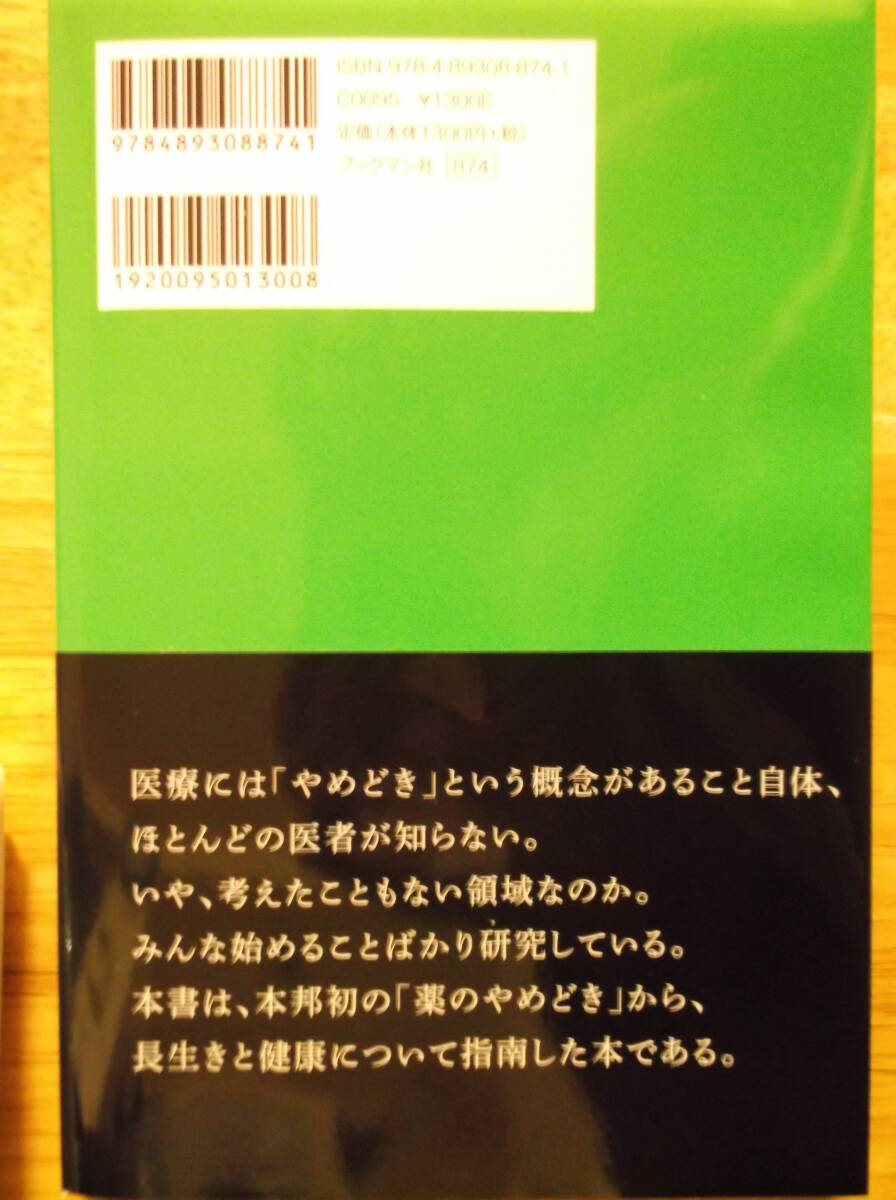 ISBN 978-4-89308-874-1
C0095 ¥1300E
定価(本体1300円+税)
ブックマン社 874
9784893088741
1920095013008
医療には「やめどき」という概念があること自体、
ほとんどの医者が知らない。
いや、考えたこともない領域なのか。
みんな始めることばかり研究している。
本書は、本邦初の「薬のやめどき」から、
長生きと健康について指南した本である。